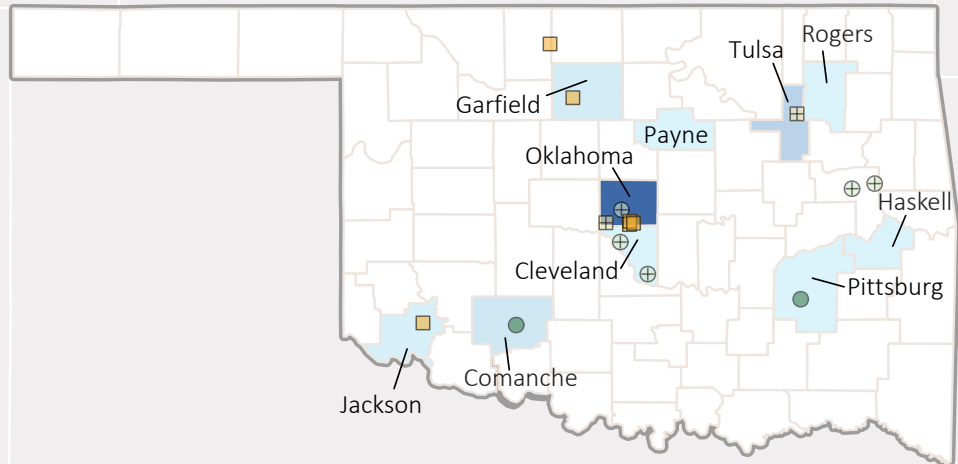 Rogers
Tulsa
Garfield
Payne
Oklahoma
Haskell
Cleveland
Pittsburg
Comanche
Jackson